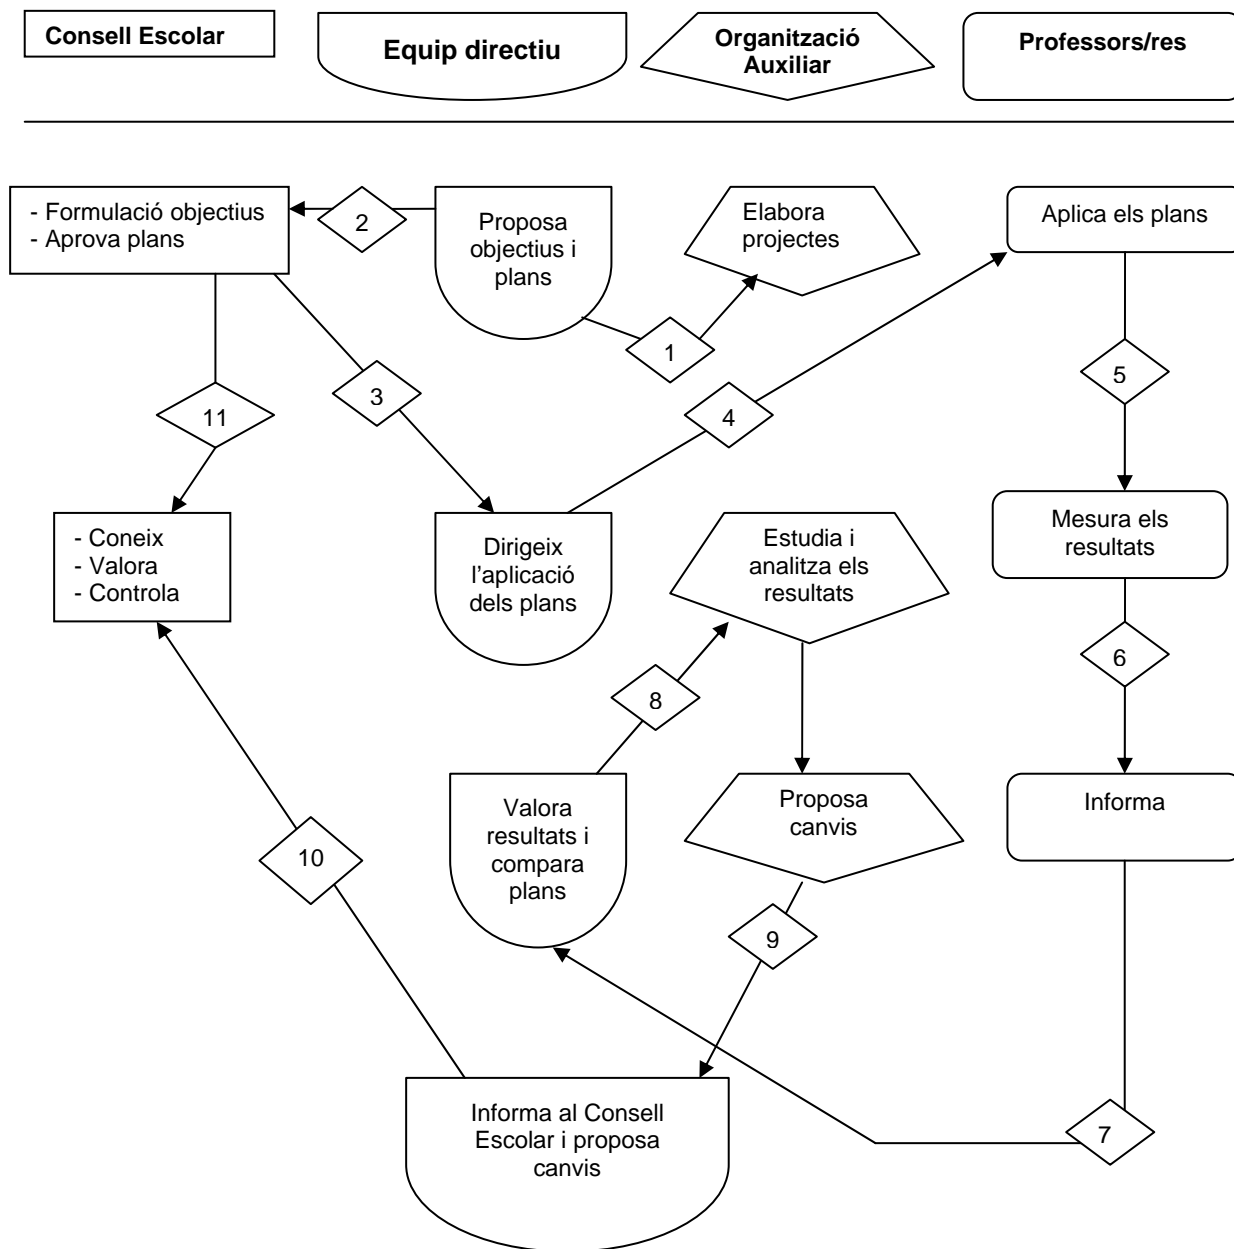 Consell Escolar
Equip directiu
Organització
Auxiliar
Professors/res
- Formulació objectius
- Aprova plans
2
Proposa
objectius i
plans
Elabora
projectes
Aplica els plans
1
3
4
5
11
- Coneix
- Valora
- Controla
Dirigeix
l’aplicació
dels plans
Estudia i
analitza els
resultats
Mesura els
resultats
6
8
Valora
resultats i
compara
plans
Proposa
canvis
Informa
10
9
Informa al Consell
Escolar i proposa
canvis
7